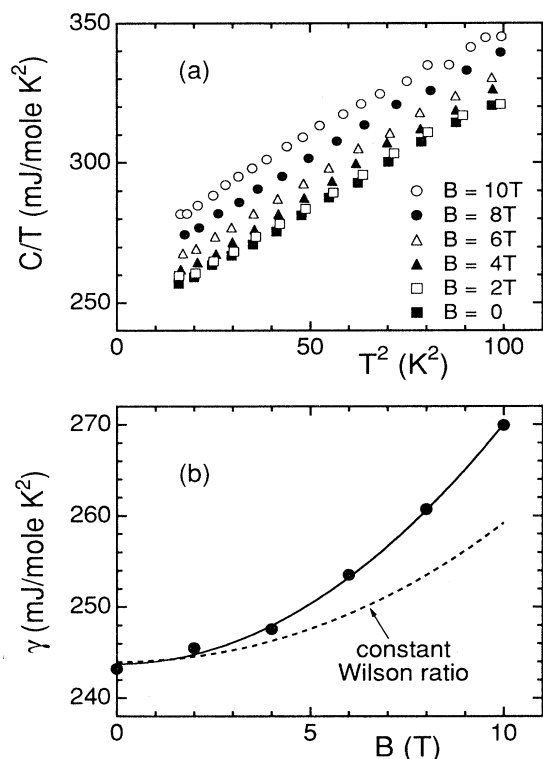 350
(a)
C/T (mJ/mole K²)
300
B = 10T
B = 8T
B = 6T
B = 4T
B = 2T
B = 0
250
0
50
100
T² (K²)
270
(b)
γ (mJ/mole K²)
260
250
constant
Wilson ratio
240
0
5
10
B (T)